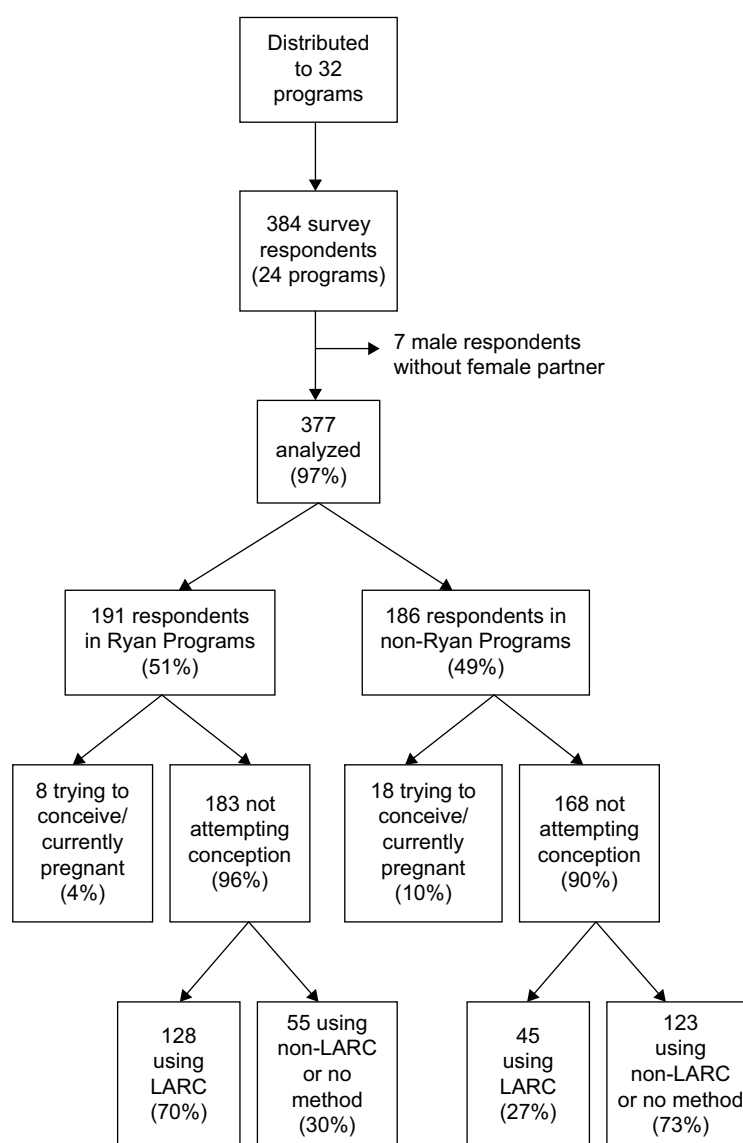 Distributed
to 32
programs
384 survey
respondents
(24 programs)
7 male respondents
without female partner
377
analyzed
(97%)
191 respondents
in Ryan Programs
(51%)
186 respondents in
non-Ryan Programs
(49%)
8 trying to
conceive/
currently
pregnant
(4%)
183 not
attempting
conception
(96%)
18 trying to
conceive/
currently
pregnant
(10%)
168 not
attempting
conception
(90%)
128
using
LARC
(70%)
55 using
non-LARC
or no
method
(30%)
45
using
LARC
(27%)
123
using
non-LARC
or no method
(73%)